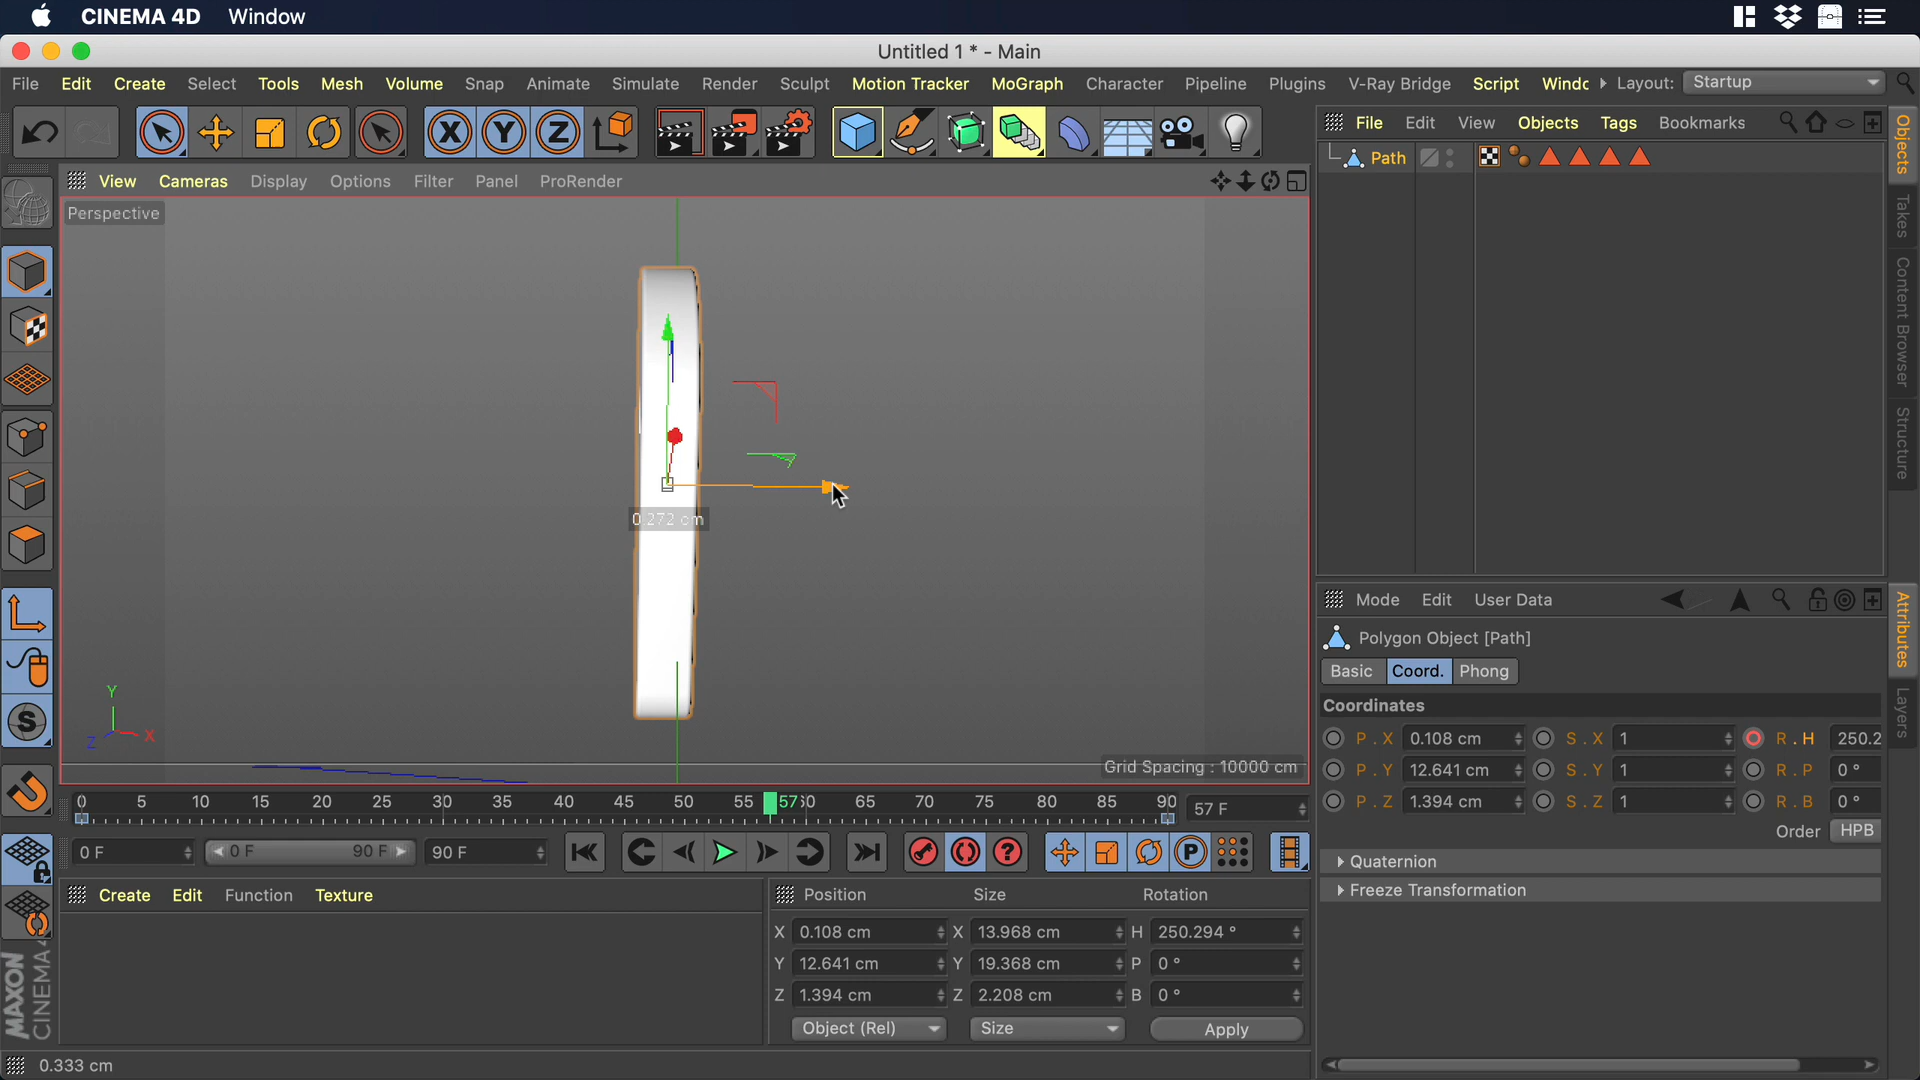 CINEMA 4D Window
Untitled 1 * - Main
File Edit Create Select Tools Mesh Volume Snap Animate Simulate Render Sculpt Motion Tracker MoGraph Character Pipeline Plugins V-Ray Bridge Script Windc Layout: Startup
X Y Z
View Cameras Display Options Filter Panel ProRender
Perspective
0.272 cm
Y
Z X
Grid Spacing : 10000 cm
0 5 10 15 20 25 30 35 40 45 50 55 57 0 65 70 75 80 85 90 57 F
0 F 0 F 90 F 90 F
P
Create Edit Function Texture
Position Size Rotation
X 0.108 cm X 13.968 cm H 250.294 °
Y 12.641 cm Y 19.368 cm P 0 °
Z 1.394 cm Z 2.208 cm B 0 °
Object (Rel) Size Apply
0.333 cm
MAXON
CINEMA 4
S
File Edit View Objects Tags Bookmarks
Path
Mode Edit User Data
Polygon Object [Path]
Basic Coord. Phong
Coordinates
P . X 0.108 cm S . X 1 R . H 250.2
P . Y 12.641 cm S . Y 1 R . P 0 °
P . Z 1.394 cm S . Z 1 R . B 0 °
Order HPB
Quaternion
Freeze Transformation
Objects
Takes
Content Browser
Structure
Attributes
Layers